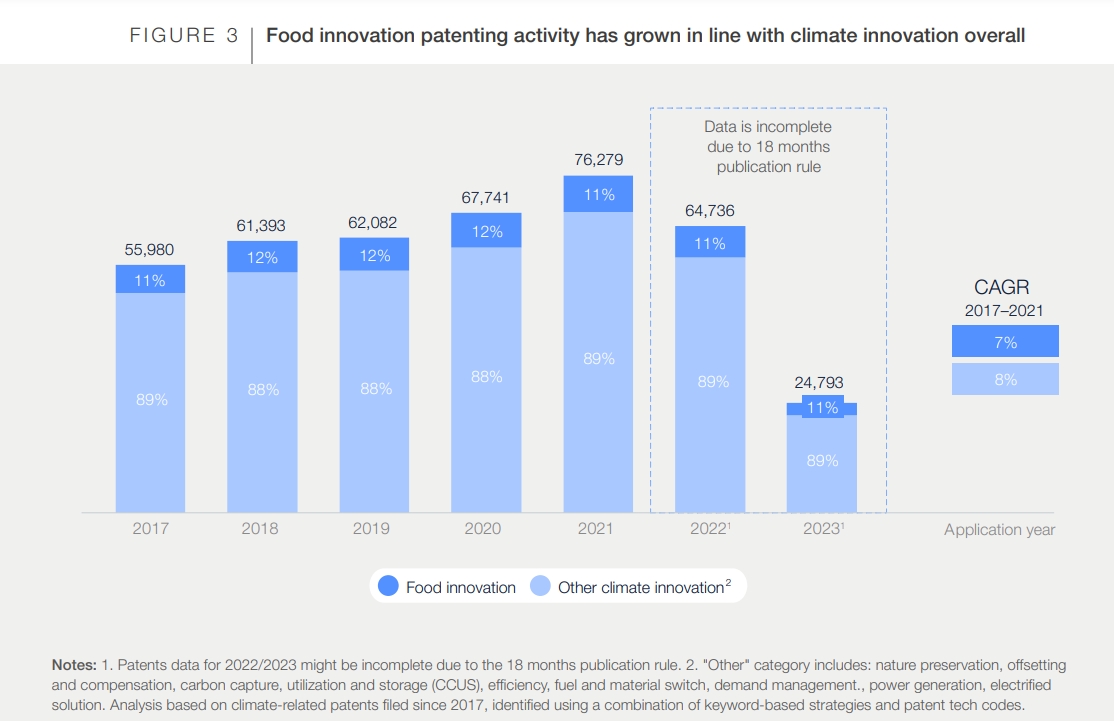 FIGURE 3
Food innovation patenting activity has grown in line with climate innovation overall
Data is incomplete
due to 18 months
publication rule
55,980
11%
89%
61,393
12%
88%
62,082
12%
88%
67,741
12%
88%
76,279
11%
89%
64,736
11%
89%
24,793
11%
89%
CAGR
2017–2021
7%
8%
2017
2018
2019
2020
2021
2022¹
2023¹
Application year
Food innovation
Other climate innovation²
Notes: 1. Patents data for 2022/2023 might be incomplete due to the 18 months publication rule. 2. "Other" category includes: nature preservation, offsetting
and compensation, carbon capture, utilization and storage (CCUS), efficiency, fuel and material switch, demand management., power generation, electrified
solution. Analysis based on climate-related patents filed since 2017, identified using a combination of keyword-based strategies and patent tech codes.